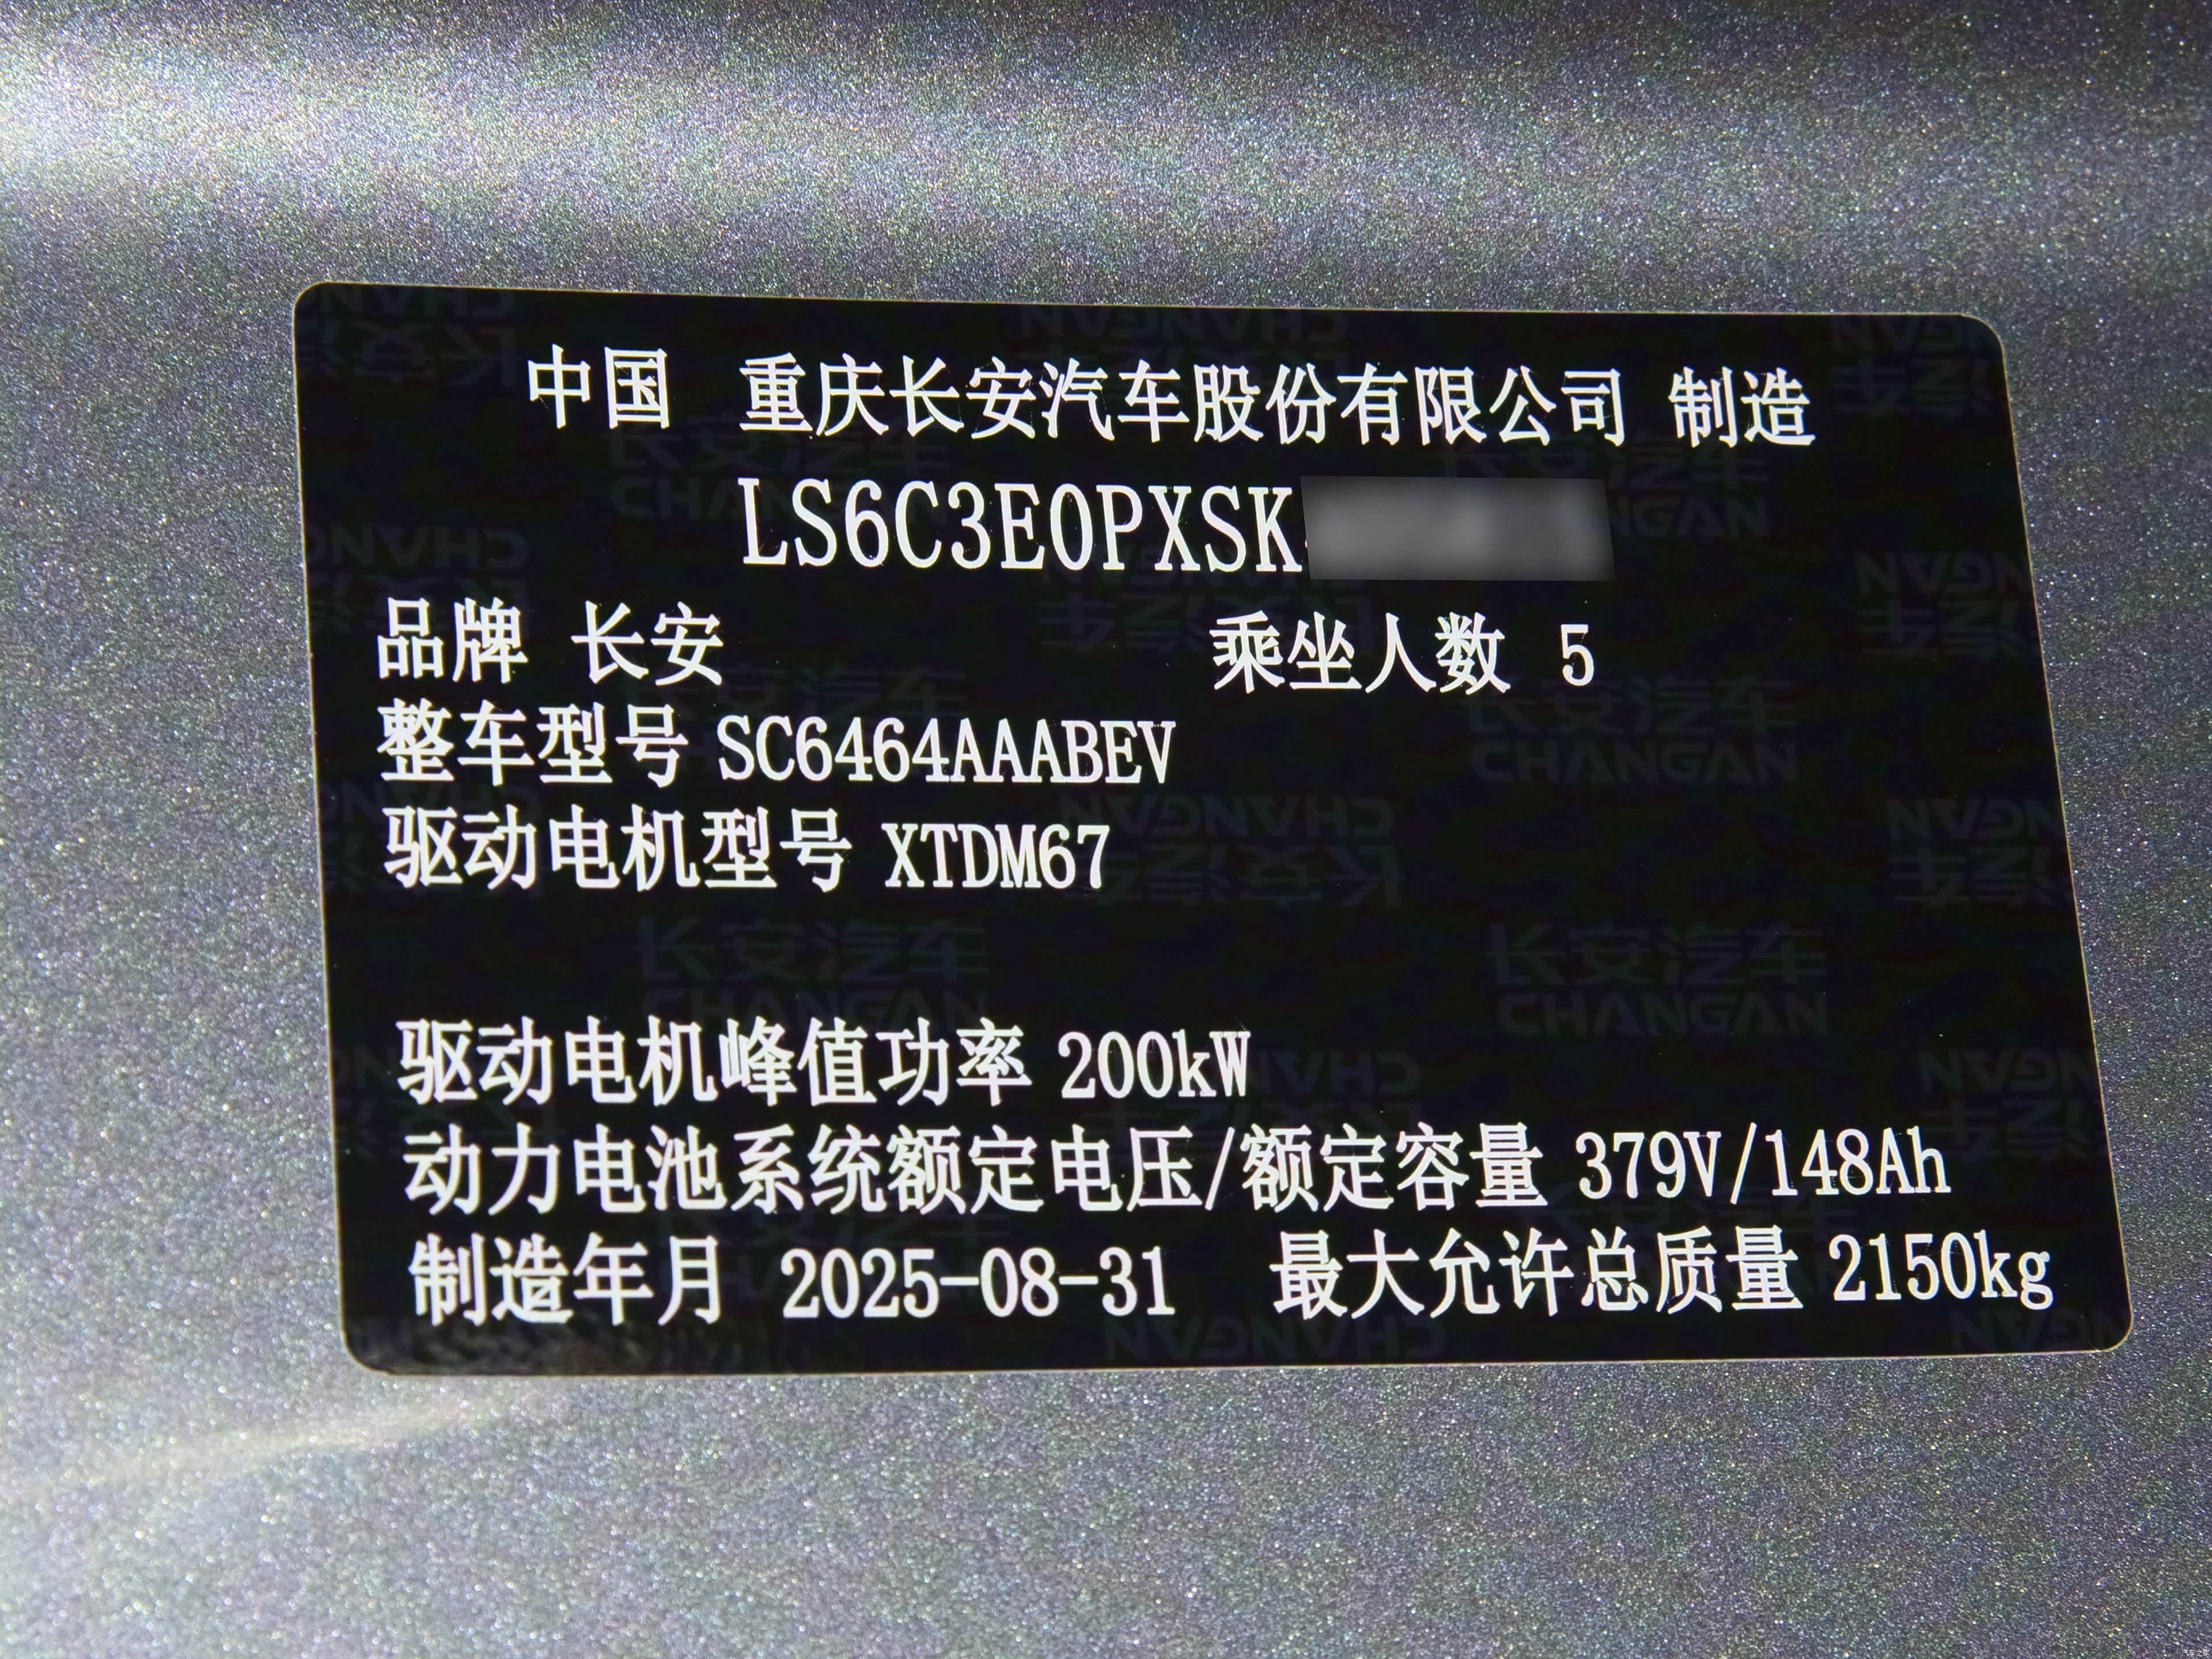 中国 重庆长安汽车股份有限公司 制造
LS6C3E0PXSK
品牌 长安 乘坐人数 5
整车型号 SC6464AAABEV
驱动电机型号 XTDM67
驱动电机峰值功率 200kW
动力电池系统额定电压/额定容量 379V/148Ah
制造年月 2025-08-31 最大允许总质量 2150kg